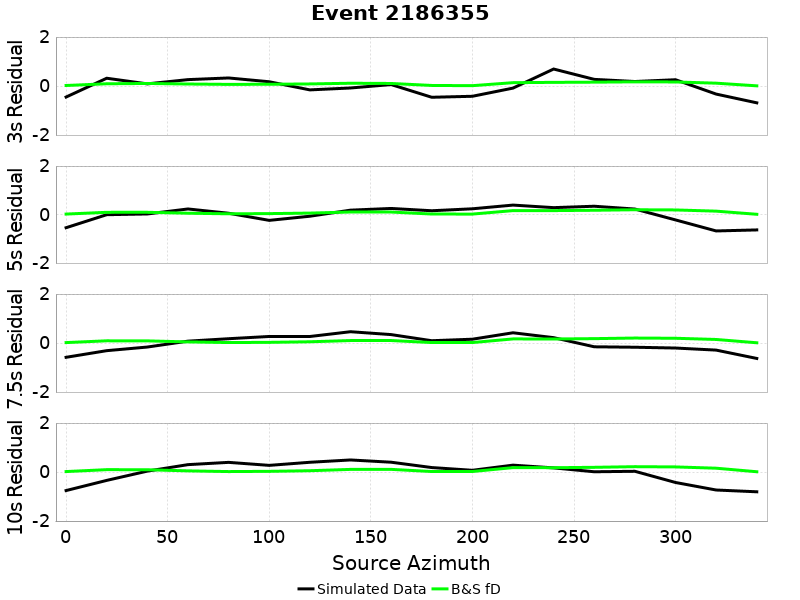 Event 2186355
3s Residual
2
0
-2
5s Residual
2
0
-2
7.5s Residual
2
0
-2
10s Residual
2
0
-2
0 50 100 150 200 250 300
Source Azimuth
Simulated Data B&S fD